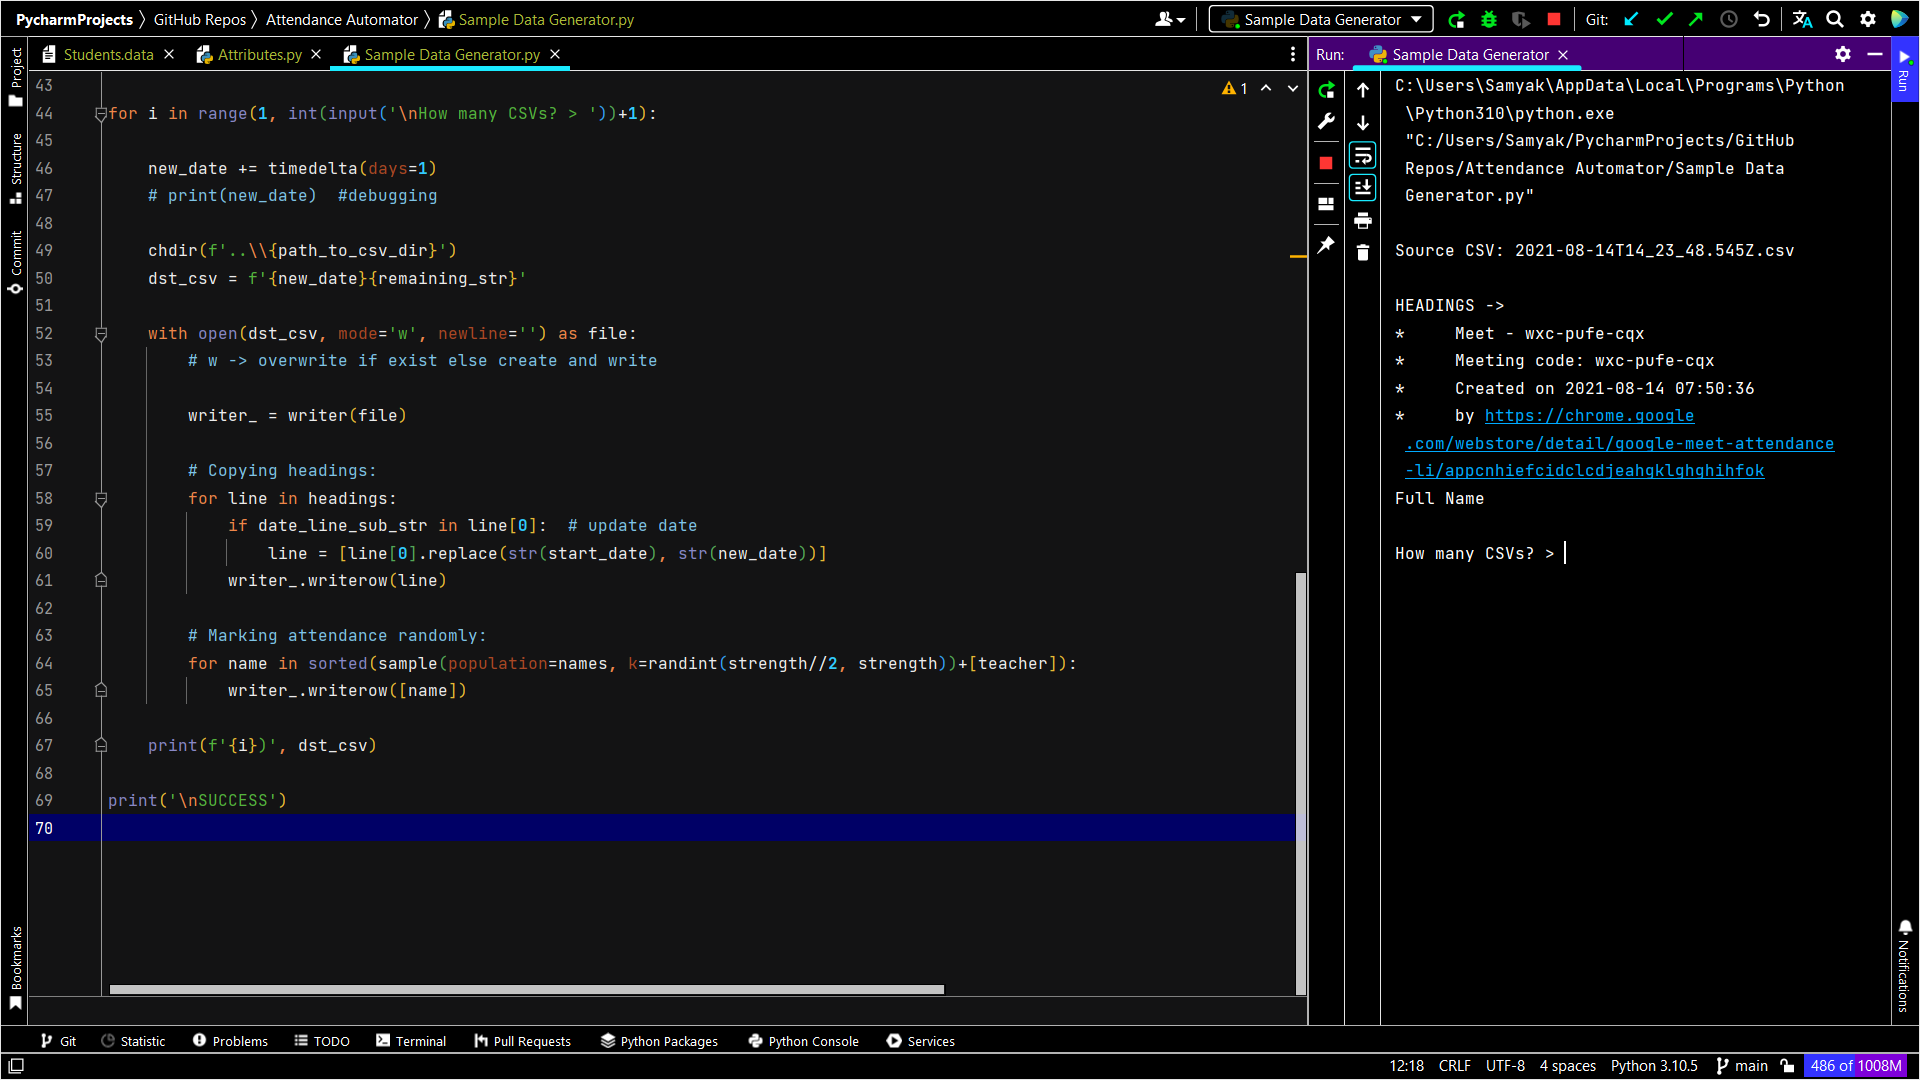 PycharmProjects > GitHub Repos > Attendance Automator > Sample Data Generator.py
Sample Data Generator
Git:
Project
Structure
Commit
Bookmarks
Students.data
Attributes.py
Sample Data Generator.py
1
43
44 for i in range(1, int(input('\nHow many CSVs? > '))+1):
45
46 new_date += timedelta(days=1)
47 # print(new_date)  #debugging
48
49 chdir(f'..\\{path_to_csv_dir}')
50 dst_csv = f'{new_date}{remaining_str}'
51
52 with open(dst_csv, mode='w', newline='') as file:
53 # w -> overwrite if exist else create and write
54
55 writer_ = writer(file)
56
57 # Copying headings:
58 for line in headings:
59 if date_line_sub_str in line[0]:  # update date
60 line = [line[0].replace(str(start_date), str(new_date))]
61 writer_.writerow(line)
62
63 # Marking attendance randomly:
64 for name in sorted(sample(population=names, k=randint(strength//2, strength))+[teacher]):
65 writer_.writerow([name])
66
67 print(f'{i})', dst_csv)
68
69 print('\nSUCCESS')
70
Run:
Sample Data Generator
C:\Users\Samyak\AppData\Local\Programs\Python
\Python310\python.exe
"C:/Users/Samyak/PycharmProjects/GitHub
Repos/Attendance Automator/Sample Data
Generator.py"
Source CSV: 2021-08-14T14_23_48.545Z.csv
HEADINGS ->
* Meet - wxc-pufe-cqx
* Meeting code: wxc-pufe-cqx
* Created on 2021-08-14 07:50:36
* by https://chrome.google
.com/webstore/detail/google-meet-attendance
-li/appcnhiefcidclcdjeahgklghghihfok
Full Name
How many CSVs? >
Run
Notifications
Git
Statistic
Problems
TODO
Terminal
Pull Requests
Python Packages
Python Console
Services
12:18
CRLF
UTF-8
4 spaces
Python 3.10.5
main
486 of 1008M